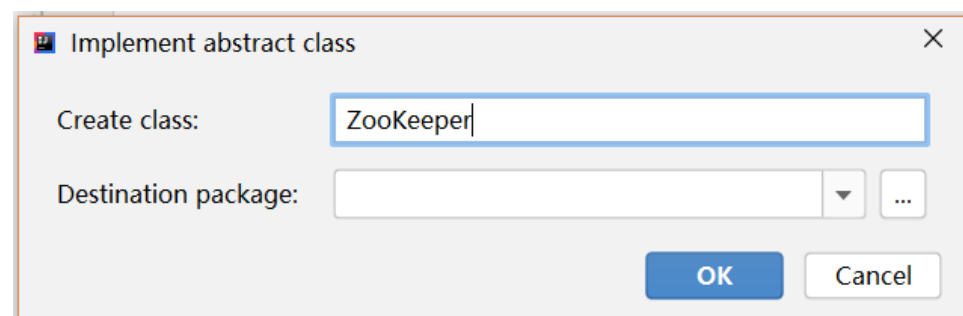 Implement abstract class
Create class: ZooKeeper
Destination package: ...
OK Cancel